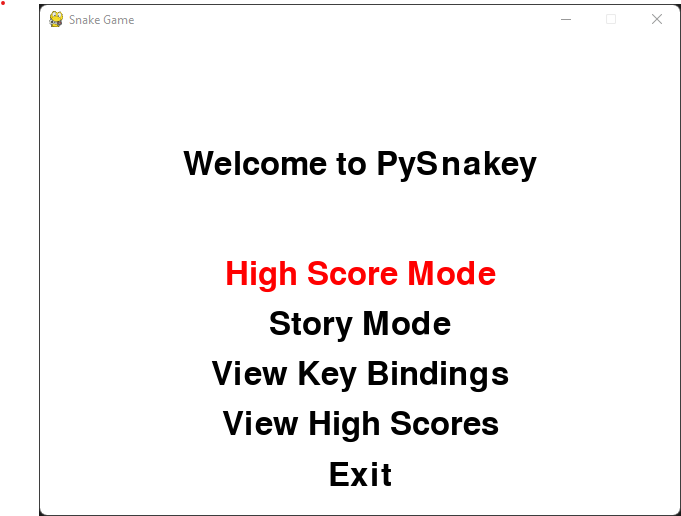 Snake Game
Welcome to PySnakey
High Score Mode
Story Mode
View Key Bindings
View High Scores
Exit